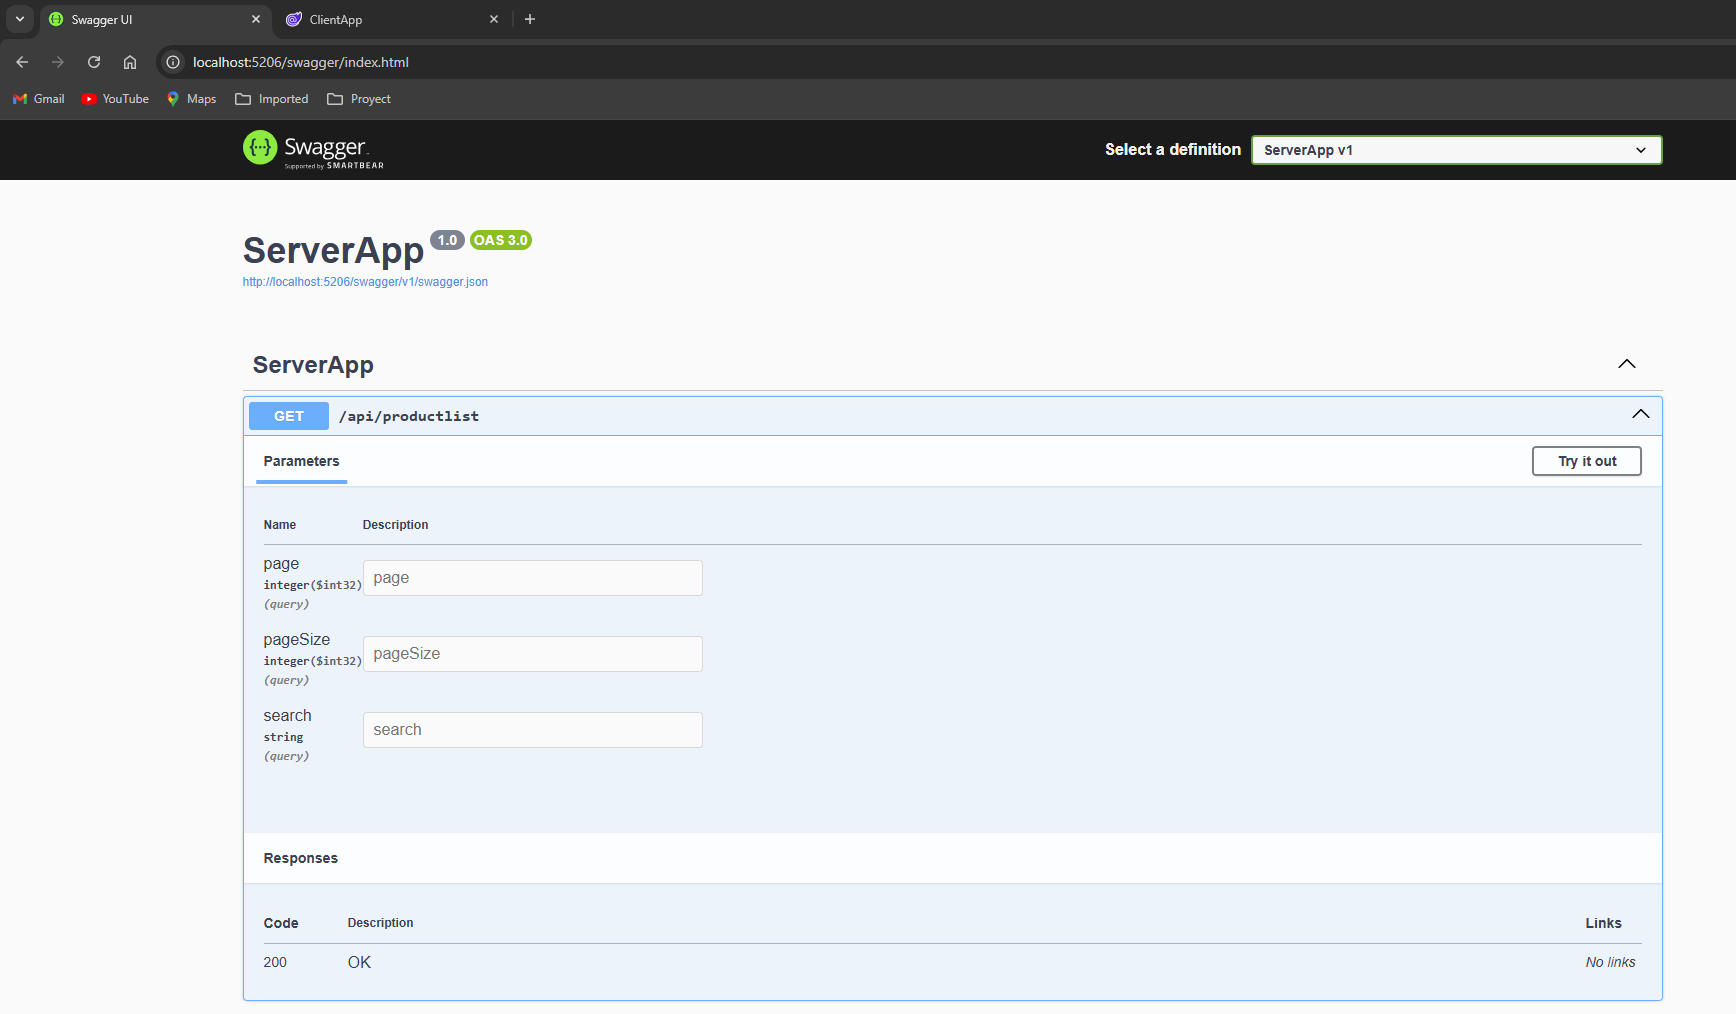 Swagger UI
ClientApp
localhost:5206/swagger/index.html
Gmail
YouTube
Maps
Imported
Proyect
Swagger
Supported by SMARTBEAR
Select a definition
ServerApp v1
ServerApp 1.0 OAS 3.0
http://localhost:5206/swagger/v1/swagger.json
ServerApp
GET /api/productlist
Parameters
Try it out
Name Description
page
integer($int32)
(query)
page
pageSize
integer($int32)
(query)
pageSize
search
string
(query)
search
Responses
Code Description Links
200 OK No links